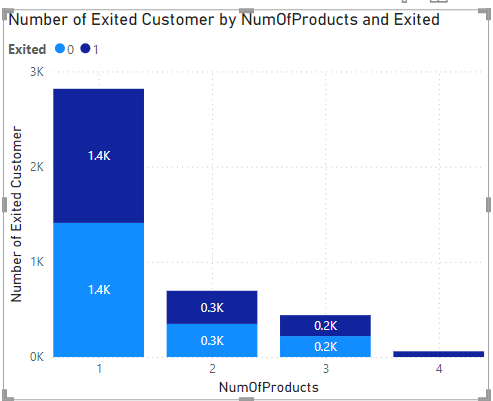 Number of Exited Customer by NumOfProducts and Exited
Exited 0 1
3K
2K
1K
0K
Number of Exited Customer
1.4K
1.4K
0.3K
0.3K
0.2K
0.2K
1 2 3 4
NumOfProducts